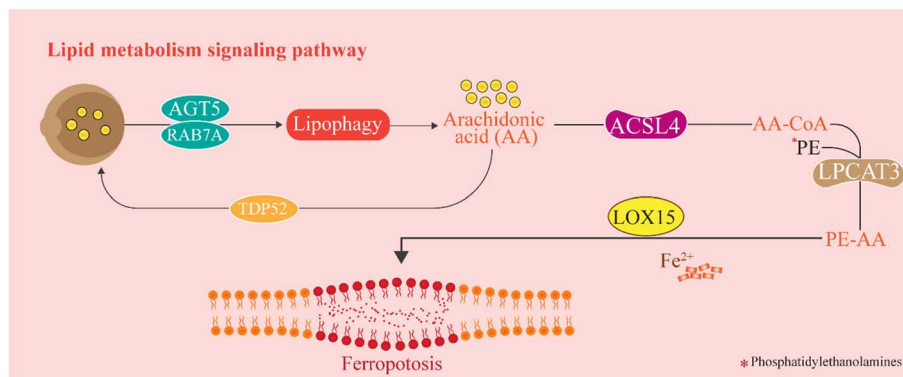 Lipid metabolism signaling pathway
AGT5
RAB7A
Lipophagy
Arachidonic
acid (AA)
ACSL4
AA-CoA
*PE
LPCAT3
TDP52
LOX15
PE-AA
Fe²⁺
Ferropotosis
* Phosphatidylethanolamines